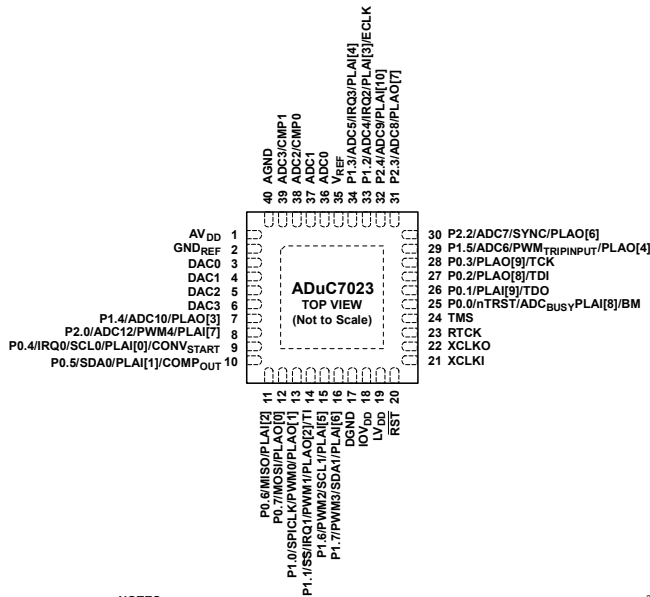 40 AGND
39 ADC3/CMP1
38 ADC2/CMP0
37 ADC1
36 ADC0
35 VREF
34 P1.3/ADC5/IRQ3/PLAI[4]
33 P1.2/ADC4/IRQ2/PLAI[3]/ECLK
32 P2.4/ADC9/PLAI[10]
31 P2.3/ADC8/PLAO[7]
AVDD 1
GNDREF 2
DAC0 3
DAC1 4
DAC2 5
DAC3 6
P1.4/ADC10/PLAO[3] 7
P2.0/ADC12/PWM4/PLAI[7] 8
P0.4/IRQ0/SCL0/PLAI[0]/CONVSTART 9
P0.5/SDA0/PLAI[1]/COMPOUT 10
ADuC7023
TOP VIEW
(Not to Scale)
30 P2.2/ADC7/SYNC/PLAO[6]
29 P1.5/ADC6/PWMTRIPINPUT/PLAO[4]
28 P0.3/PLAO[9]/TCK
27 P0.2/PLAO[8]/TDI
26 P0.1/PLAI[9]/TDO
25 P0.0/nTRST/ADCBUSY/PLAI[8]/BM
24 TMS
23 RTCK
22 XCLKO
21 XCLKI
P0.6/MISO/PLAI[2] 11
P0.7/MOSI/PLAO[0] 12
P1.0/SPICLK/PWM0/PLAO[1] 13
P1.1/SS/IRQ1/PWM1/PLAO[2]/TI 14
P1.6/PWM2/SCL1/PLAI[5] 15
P1.7/PWM3/SDA1/PLAI[6] 16
DGND 17
IOVDD 18
LVDD 19
RST 20